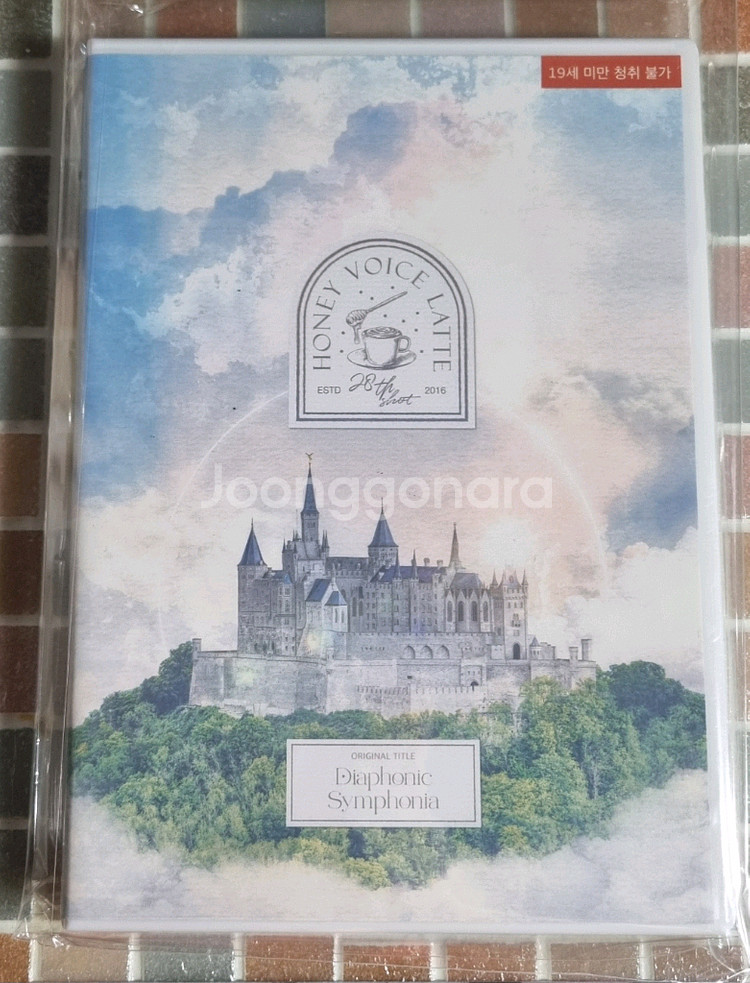 19세 미만 청취 불가
HONEY VOICE LATTE
ESTD 28th shot 2016
Joonggonara
ORIGINAL TITLE
Diaphonic
Symphonia